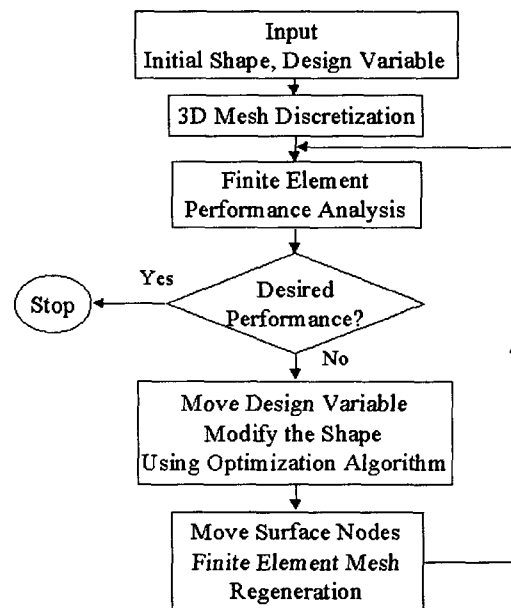 Input
Initial Shape, Design Variable
3D Mesh Discretization
Finite Element
Performance Analysis
Yes
Stop
Desired
Performance?
No
Move Design Variable
Modify the Shape
Using Optimization Algorithm
Move Surface Nodes
Finite Element Mesh
Regeneration